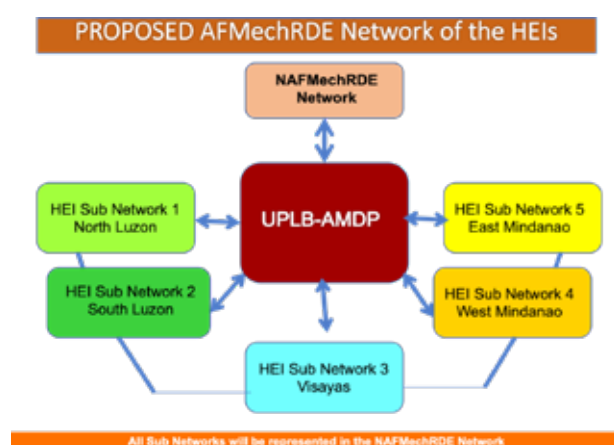 PROPOSED AFMechRDE Network of the HEIs
NAFMechRDE
Network
UPLB-AMDP
HEI Sub Network 1
North Luzon
HEI Sub Network 5
East Mindanao
HEI Sub Network 2
South Luzon
HEI Sub Network 4
West Mindanao
HEI Sub Network 3
Visayas
All Sub Networks will be represented in the NAFMechRDE Network